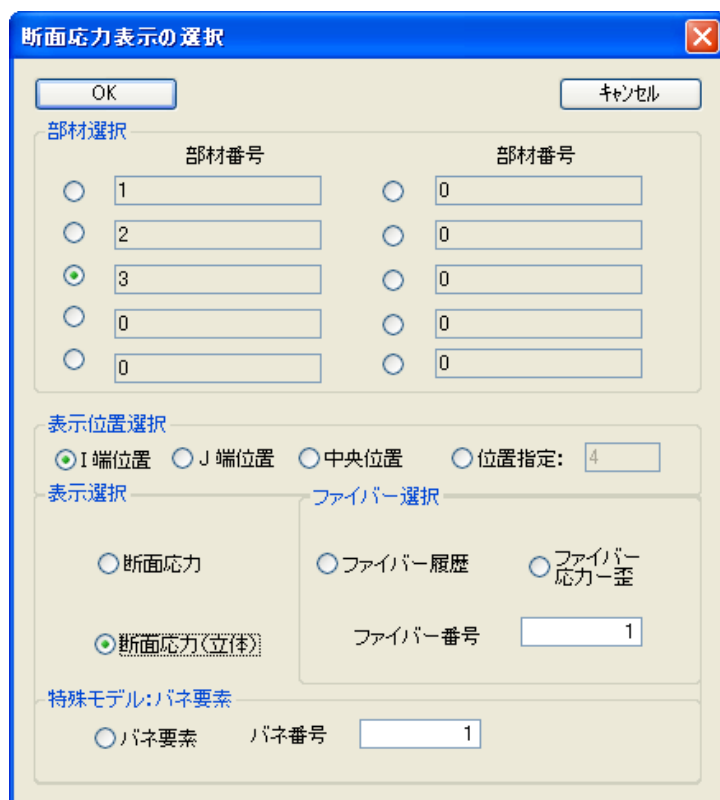 断面応力表示の選択
OK
キャンセル
部材選択
部材番号 部材番号
1 0
2 0
3 0
0 0
0 0
表示位置選択
I 端位置 J 端位置 中央位置 位置指定: 4
表示選択
断面応力
断面応力(立体)
ファイバー選択
ファイバー履歴
ファイバー
応力ー歪
ファイバー番号 1
特殊モデル:バネ要素
バネ要素 バネ番号 1